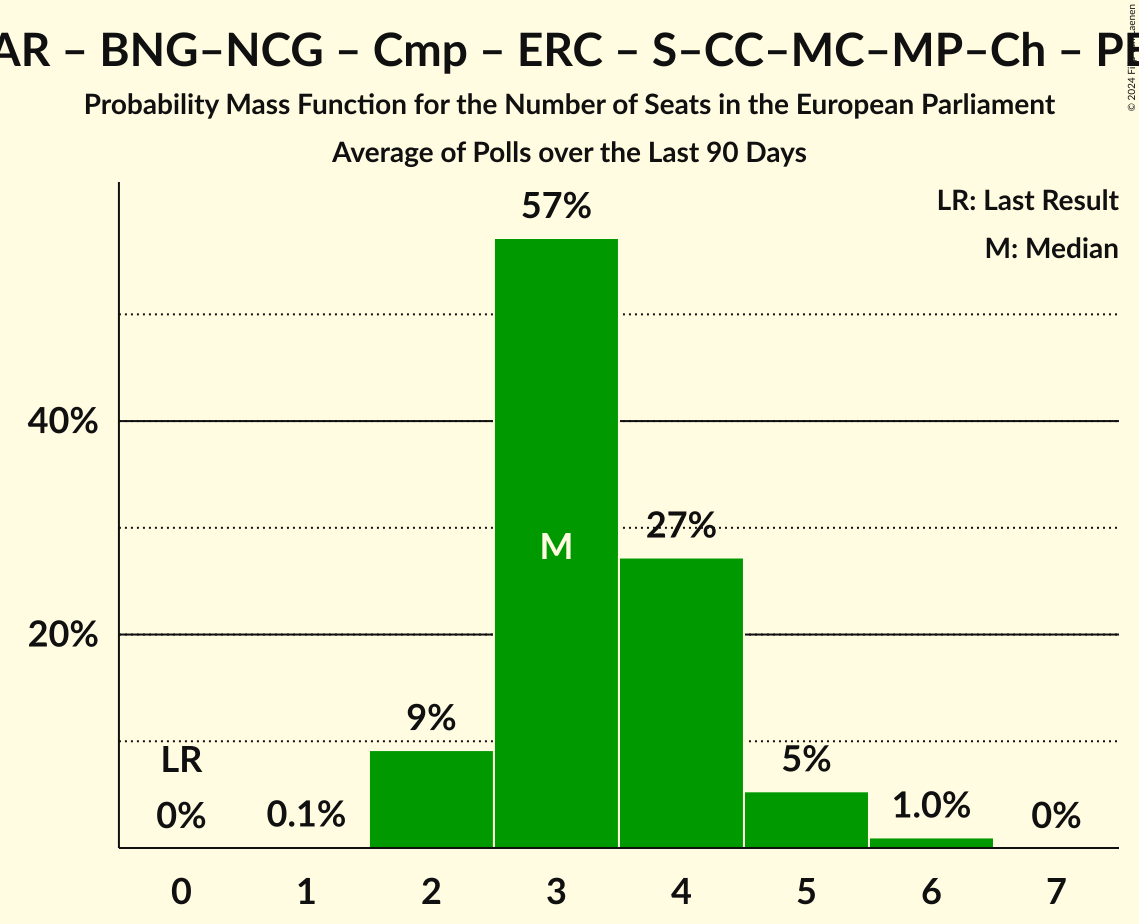 AR – BNG–NCG – Cmp – ERC – S–CC–MC–MP–Ch – PE
Probability Mass Function for the Number of Seats in the European Parliament
Average of Polls over the Last 90 Days
LR: Last Result
M: Median
57%
40%
M
27%
20%
9%
LR
5%
0%
0.1%
1.0%
0%
0 1 2 3 4 5 6 7